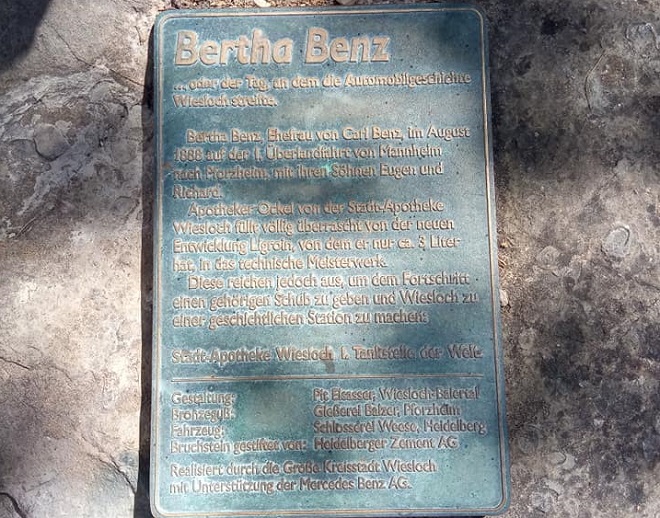 Bertha Benz
... oder der Tag, an dem die Automobilgeschichte
Wiesloch streifte.
Bertha Benz, Ehefrau von Carl Benz, im August
1888 auf der 1. Überlandfahrt von Mannheim
nach Pforzheim, mit ihren Söhnen Eugen und
Richard.
Apotheker Ockel von der Stadt-Apotheke
Wiesloch füllt völlig überrascht von der neuen
Entwicklung Ligroin, von dem er nur ca. Liter
hat, in das technische Meisterwerk.
Diese reichen jedoch aus, um dem Fortschritt
einen gehörigen Schub zu geben und Wiesloch zu
einer geschichtlichen Station zu machen:
Stadt-Apotheke Wiesloch, 1. Tankstelle der Welt
Gestaltung: Pit Elsasser, Wiesloch-Baiertal
Bronzeguß: Gießerei Balzer, Pforzheim
Fahrzeug: Schlosserei Weese, Heidelberg
Bruchstein gestiftet von: Heidelberger Zement AG
Realisiert durch die Große Kreisstadt Wiesloch
mit Unterstützung der Mercedes Benz AG.